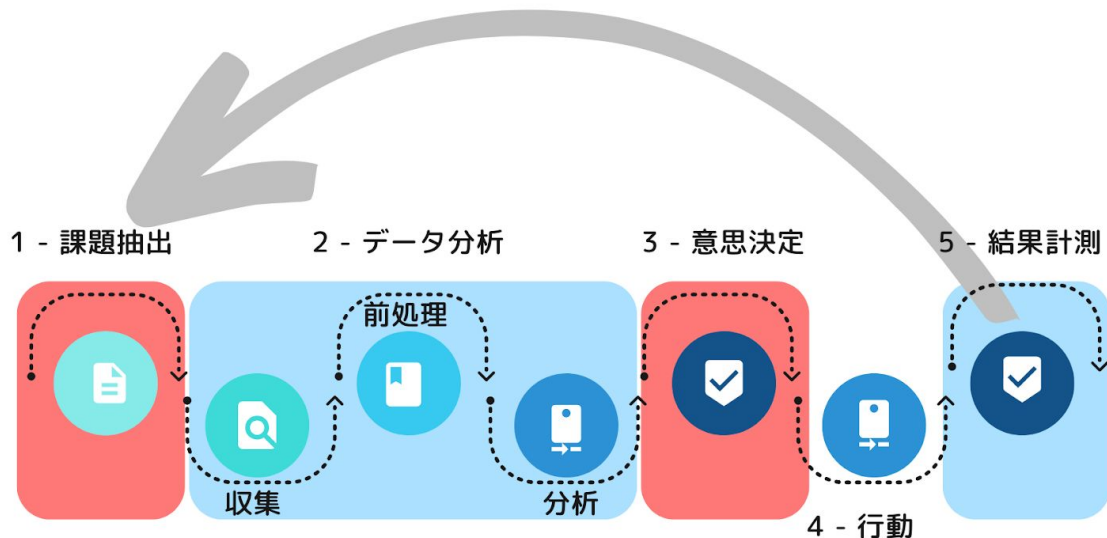 1 - 課題抽出
2 - データ分析
3 - 意思決定
5 - 結果計測
前処理
収集
分析
4 - 行動